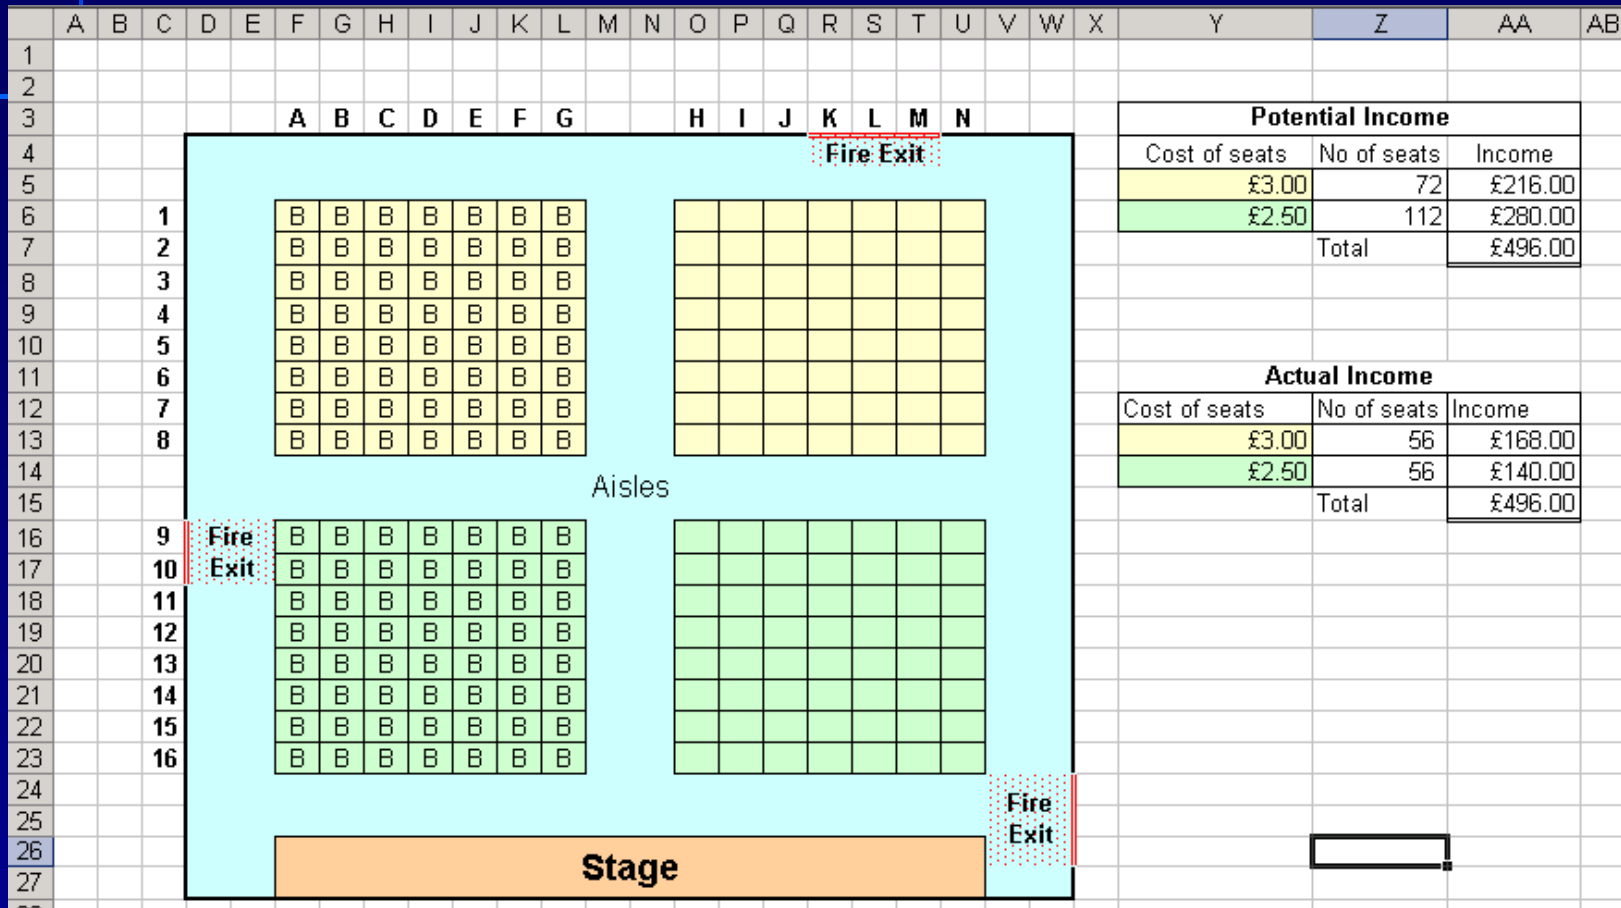 A B C D E F G H I J K L M N O P Q R S T U V W X Y Z AA AB
1
2
3 A B C D E F G H I J K L M N Potential Income
4 Fire Exit Cost of seats No of seats Income
5 £3.00 72 £216.00
6 1 B B B B B B B £2.50 112 £280.00
7 2 B B B B B B B Total £496.00
8 3 B B B B B B B
9 4 B B B B B B B
10 5 B B B B B B B
11 6 B B B B B B B Actual Income
12 7 B B B B B B B Cost of seats No of seats Income
13 8 B B B B B B B £3.00 56 £168.00
14 £2.50 56 £140.00
Aisles
15 Total £496.00
16 9 Fire B B B B B B B
17 10 Exit B B B B B B B
18 11 B B B B B B B
19 12 B B B B B B B
20 13 B B B B B B B
21 14 B B B B B B B
22 15 B B B B B B B
23 16 B B B B B B B
24 Fire
25 Exit
26 Stage
27